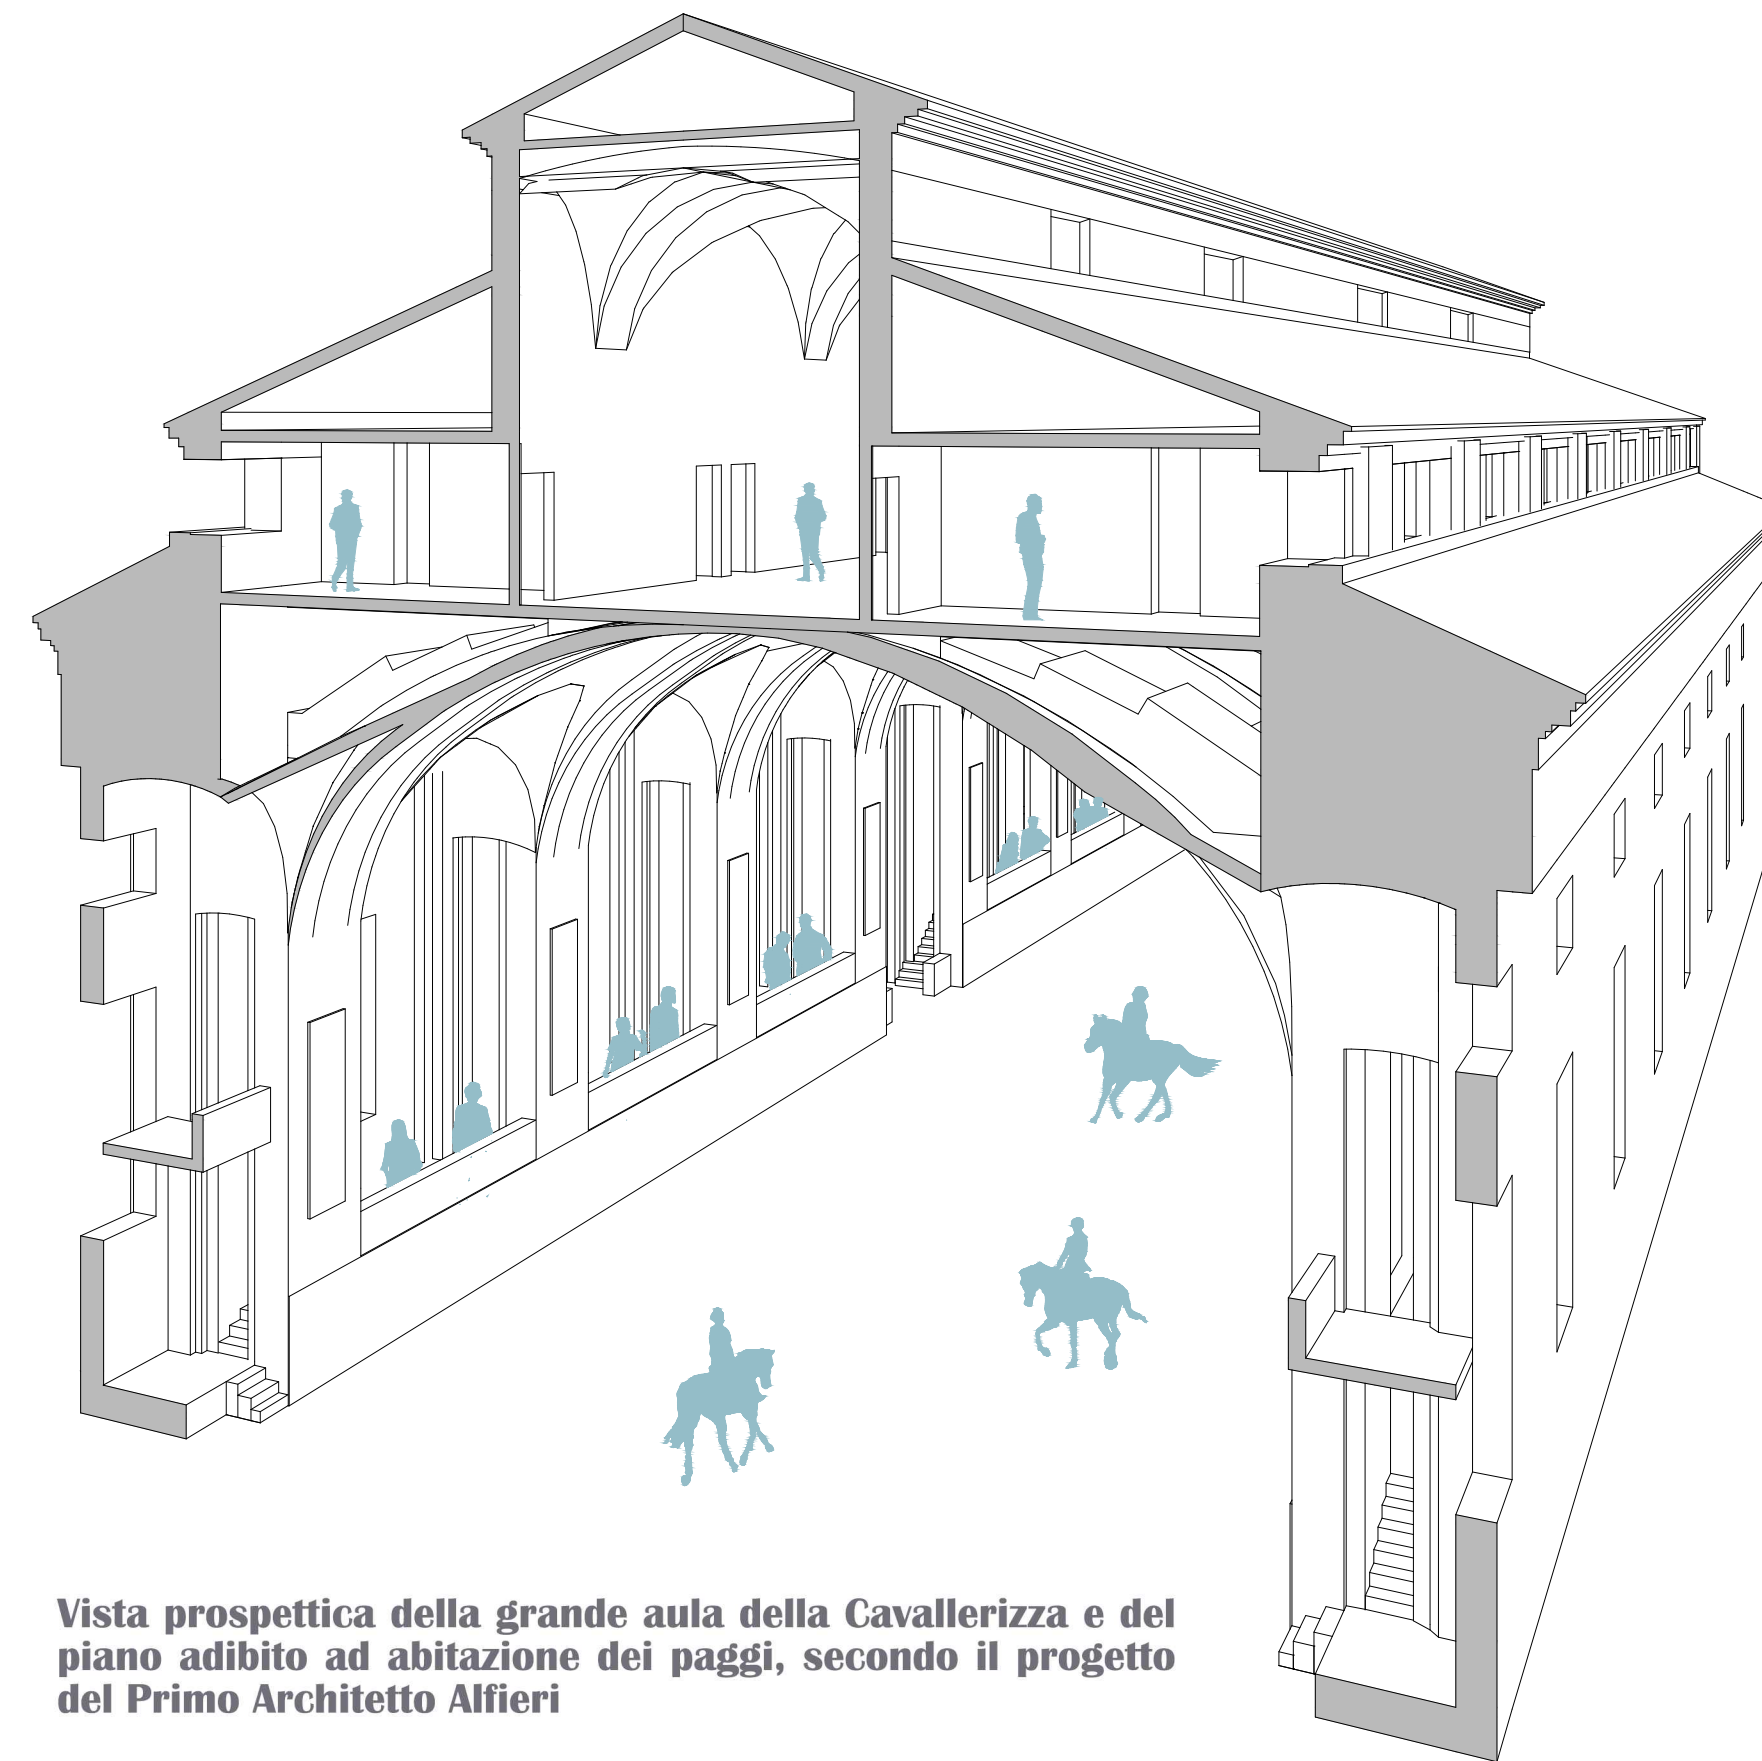 Vista prospettica della grande aula della Cavallerizza e del
piano adibito ad abitazione dei paggi, secondo il progetto
del Primo Architetto Alfieri